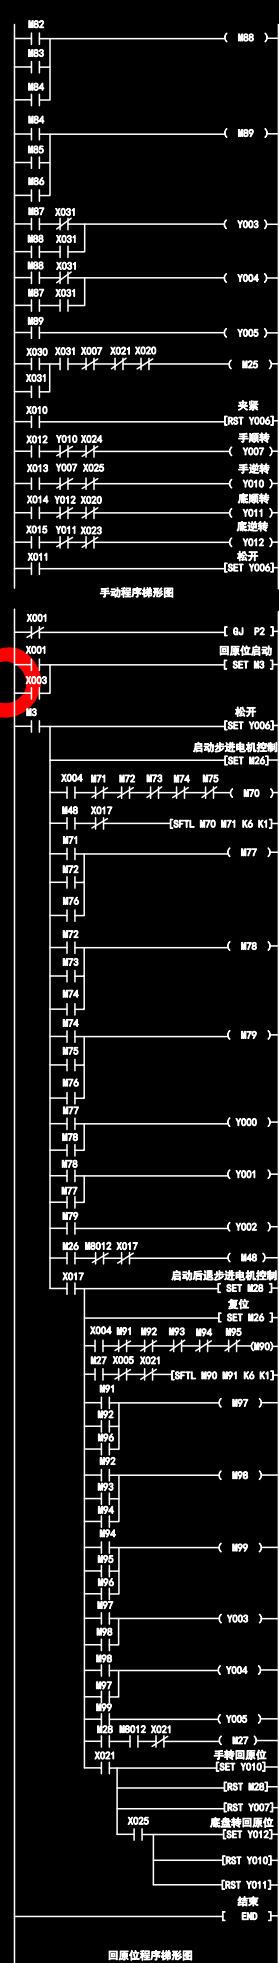 M82
( M88 )
M83
M84
M84
( M89 )
M85
M86
M87 X031
( Y003 )
M88 X031
M88 X031
( Y004 )
M87 X031
M89
( Y005 )
X030 X031 X007 X021 X020
( M25 )
X031
夹紧
X010
[RST Y006]
手顺转
X012 Y010 X024
( Y007 )
手逆转
X013 Y007 X025
( Y010 )
底顺转
X014 Y012 X020
( Y011 )
底逆转
X015 Y011 X023
( Y012 )
松开
X011
[SET Y006]
手动程序梯形图
X001
[ GJ P2 ]
X001
回原位启动
[ SET M3 ]
X003
M3
松开
[SET Y006]
启动步进电机控制
[SET M26]
X004 M71 M72 M73 M74 M75
( M70 )
M48 X017
[SFTL M70 M71 K6 K1]
M71
( M77 )
M72
M76
M72
( M78 )
M73
M74
M74
( M79 )
M75
M76
M77
( Y000 )
M78
M78
( Y001 )
M77
M79
( Y002 )
M26 M8012 X017
( M48 )
X017
启动后退步进电机控制
[ SET M28 ]
复位
[ SET M26 ]
X004 M91 M92 M93 M94 M95
(M90)
M27 X005 X021
[SFTL M90 M91 K6 K1]
M91
( M97 )
M92
M96
M92
( M98 )
M93
M94
M94
( M99 )
M95
M96
M97
( Y003 )
M98
M98
( Y004 )
M97
M99
( Y005 )
M28 M8012 X021
( M27 )
X021
手转回原位
[SET Y010]
[RST M28]
[RST Y007]
底盘转回原位
X025
[SET Y012]
[RST Y010]
[RST Y011]
结束
[ END ]
回原位程序梯形图